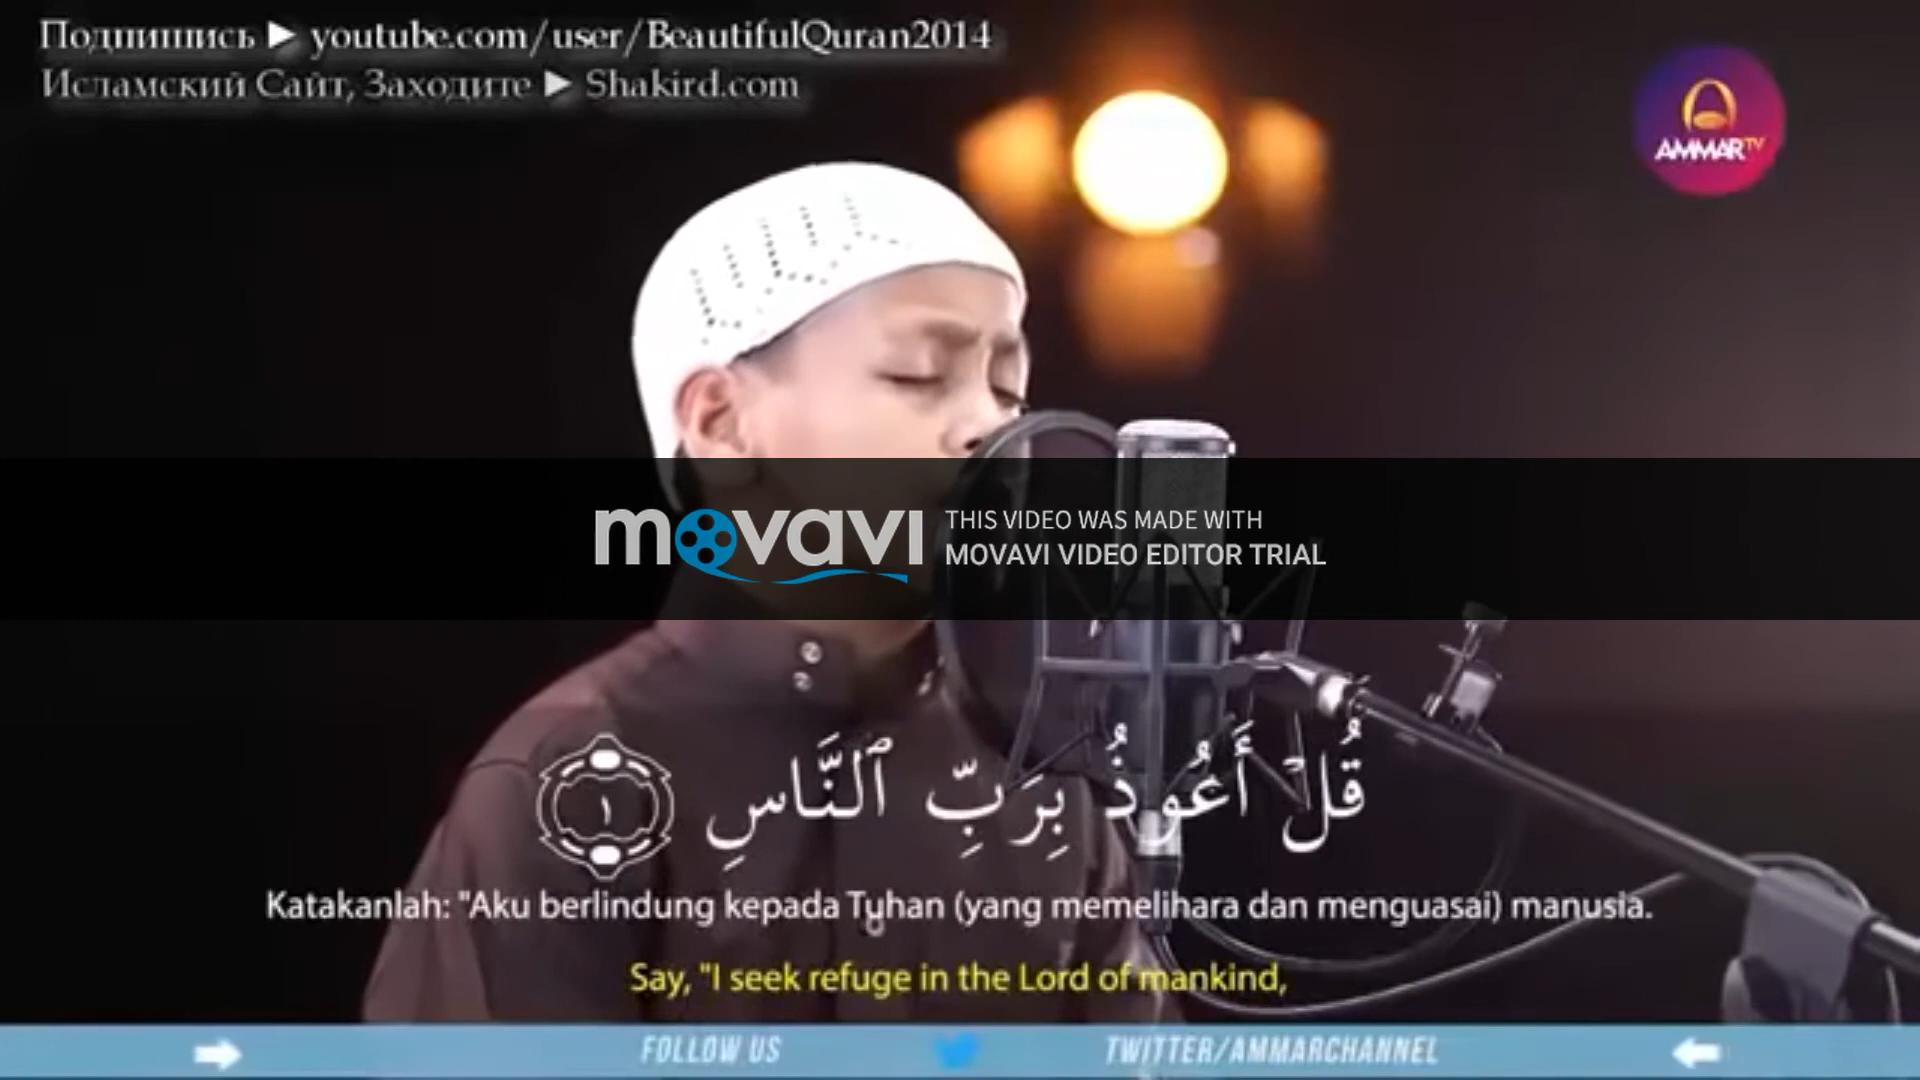 Подпишись ► youtube.com/user/BeautifulQuran2014
Исламский Сайт, Заходите ► Shakird.com
AMMARTV
movavi
THIS VIDEO WAS MADE WITH
MOVAVI VIDEO EDITOR TRIAL
قُلْ أَعُوذُ بِرَبِّ ٱلنَّاسِ ١
Katakanlah: "Aku berlindung kepada Tuhan (yang memelihara dan menguasai) manusia.
Say, "I seek refuge in the Lord of mankind,
FOLLOW US TWITTER/AMMARCHANNEL